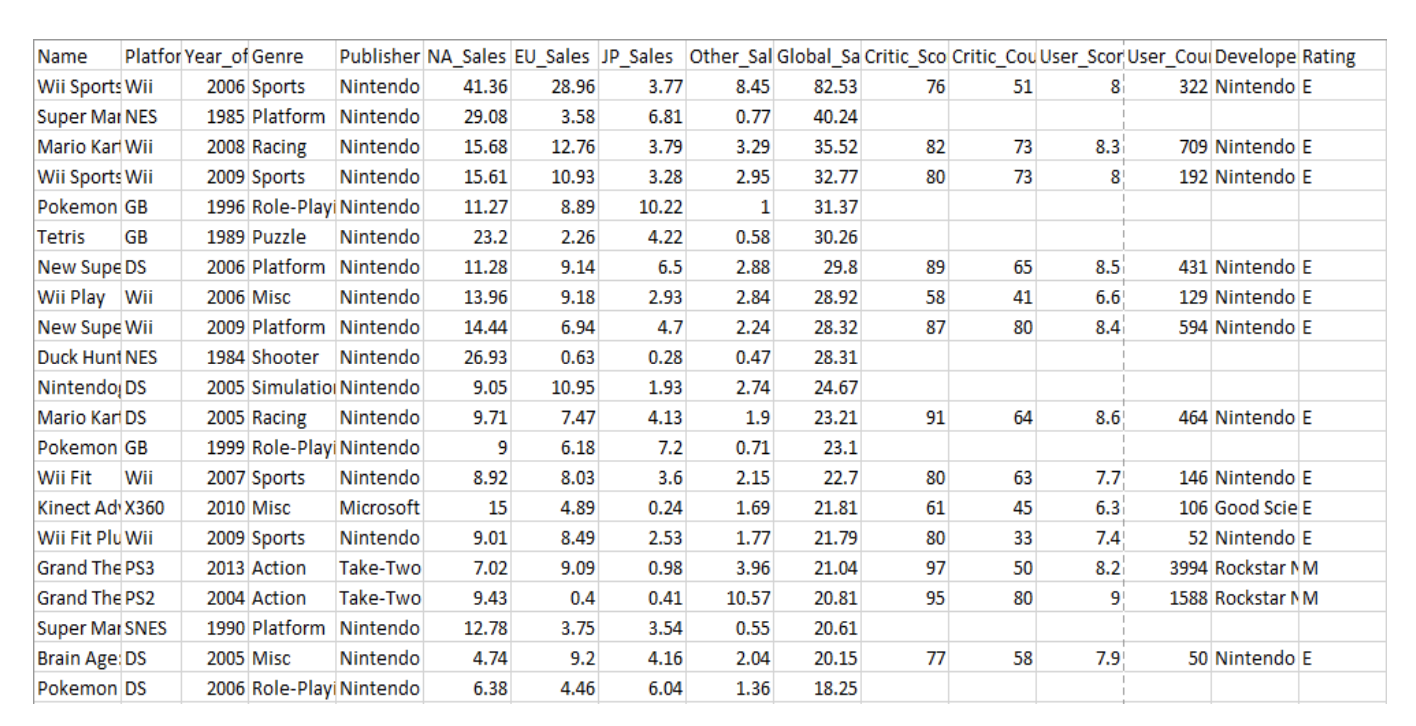 Name Platfor Year_of Genre Publisher NA_Sales EU_Sales JP_Sales Other_Sal Global_Sa Critic_Sco Critic_Cou User_Scor User_Cou Develope Rating
Wii Sports Wii 2006 Sports Nintendo 41.36 28.96 3.77 8.45 82.53 76 51 8 322 Nintendo E
Super Mar NES 1985 Platform Nintendo 29.08 3.58 6.81 0.77 40.24
Mario Kart Wii 2008 Racing Nintendo 15.68 12.76 3.79 3.29 35.52 82 73 8.3 709 Nintendo E
Wii Sports Wii 2009 Sports Nintendo 15.61 10.93 3.28 2.95 32.77 80 73 8 192 Nintendo E
Pokemon GB 1996 Role-Playi Nintendo 11.27 8.89 10.22 1 31.37
Tetris GB 1989 Puzzle Nintendo 23.2 2.26 4.22 0.58 30.26
New Supe DS 2006 Platform Nintendo 11.28 9.14 6.5 2.88 29.8 89 65 8.5 431 Nintendo E
Wii Play Wii 2006 Misc Nintendo 13.96 9.18 2.93 2.84 28.92 58 41 6.6 129 Nintendo E
New Supe Wii 2009 Platform Nintendo 14.44 6.94 4.7 2.24 28.32 87 80 8.4 594 Nintendo E
Duck Hunt NES 1984 Shooter Nintendo 26.93 0.63 0.28 0.47 28.31
Nintendog DS 2005 Simulation Nintendo 9.05 10.95 1.93 2.74 24.67
Mario Kart DS 2005 Racing Nintendo 9.71 7.47 4.13 1.9 23.21 91 64 8.6 464 Nintendo E
Pokemon GB 1999 Role-Playi Nintendo 9 6.18 7.2 0.71 23.1
Wii Fit Wii 2007 Sports Nintendo 8.92 8.03 3.6 2.15 22.7 80 63 7.7 146 Nintendo E
Kinect Adv X360 2010 Misc Microsoft 15 4.89 0.24 1.69 21.81 61 45 6.3 106 Good Scie E
Wii Fit Plu Wii 2009 Sports Nintendo 9.01 8.49 2.53 1.77 21.79 80 33 7.4 52 Nintendo E
Grand The PS3 2013 Action Take-Two 7.02 9.09 0.98 3.96 21.04 97 50 8.2 3994 Rockstar N M
Grand The PS2 2004 Action Take-Two 9.43 0.4 0.41 10.57 20.81 95 80 9 1588 Rockstar N M
Super Mar SNES 1990 Platform Nintendo 12.78 3.75 3.54 0.55 20.61
Brain Age: DS 2005 Misc Nintendo 4.74 9.2 4.16 2.04 20.15 77 58 7.9 50 Nintendo E
Pokemon DS 2006 Role-Playi Nintendo 6.38 4.46 6.04 1.36 18.25